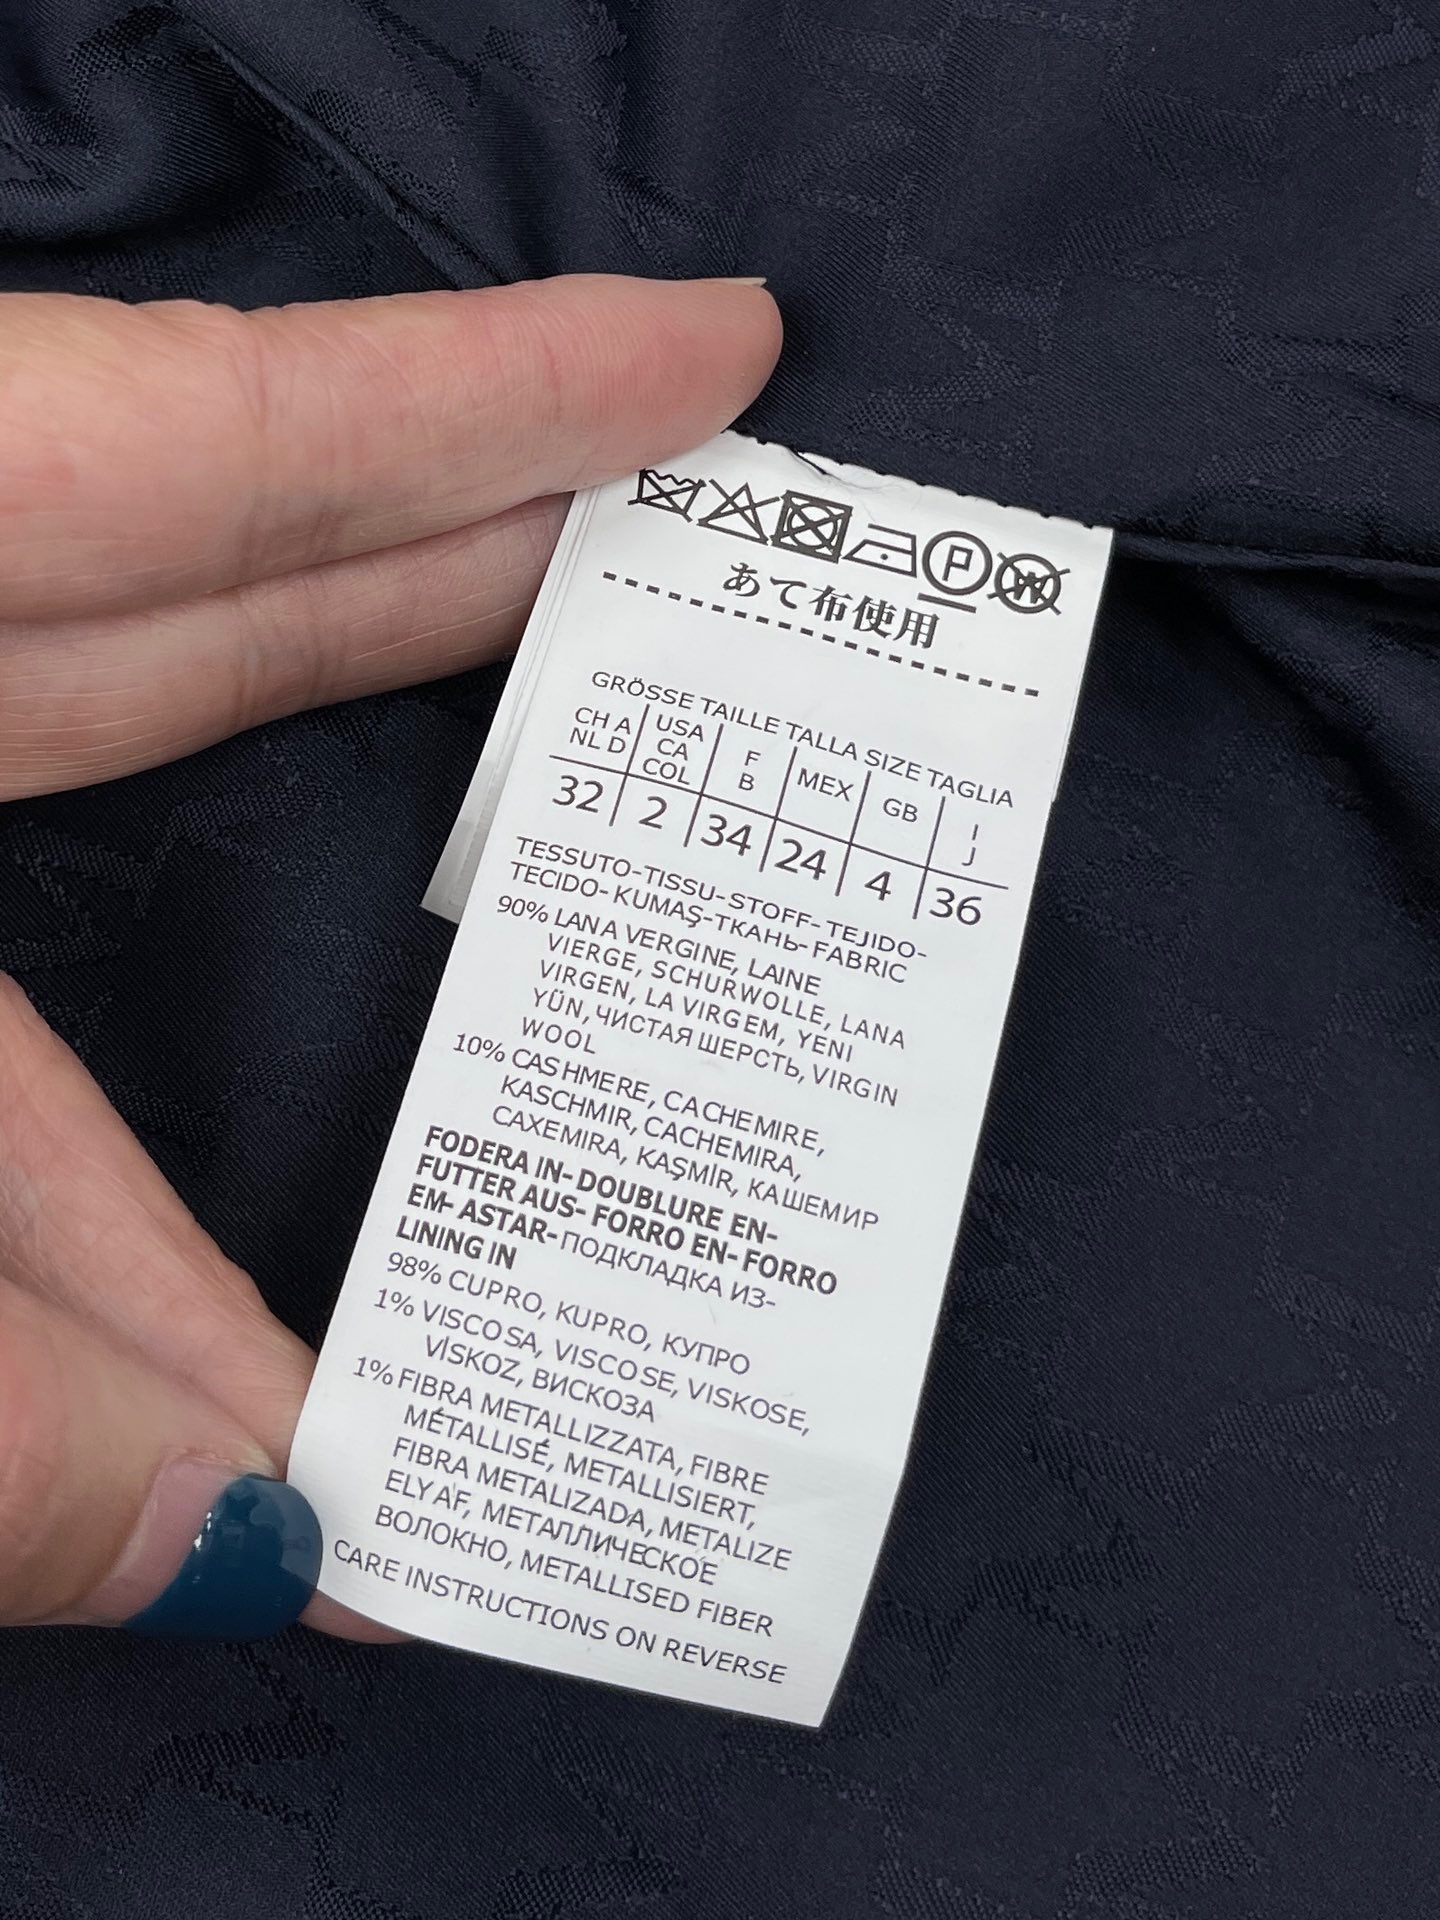 P W
あて布使用
GRÖSSE TAILLE TALLA SIZE TAGLIA
CH A NL D | USA CA COL | F B | MEX | GB | I J
32 | 2 | 34 | 24 | 4 | 36
TESSUTO-TISSU-STOFF-TEJIDO-
TECIDO-KUMAŞ-ТКАНЬ-FABRIC
90% LANA VERGINE, LAINE
VIERGE, SCHURWOLLE, LANA
VIRGEN, LA VIRGEM, YENI
YÜN, ЧИСТАЯ ШЕРСТЬ, VIRGIN
WOOL
10% CASHMERE, CACHEMIRE,
KASCHMIR, CACHEMIRA,
CAXEMIRA, KAŞMİR, КАШЕМИР
FODERA IN-DOUBLURE EN-
FUTTER AUS-FORRO EN-FORRO
EM-ASTAR-ПОДКЛАДКА ИЗ-
LINING IN
98% CUPRO, KUPRO, КУПРО
1% VISCOSA, VISCOSE, VISKOSE,
VİSKOZ, ВИСКОЗА
1% FIBRA METALLIZZATA, FIBRE
MÉTALLISÉ, METALLISIERT,
FIBRA METALIZADA, METALIZE
ELYAF, МЕТАЛЛИЧЕСКОЕ
ВОЛОКНО, METALLISED FIBER
CARE INSTRUCTIONS ON REVERSE